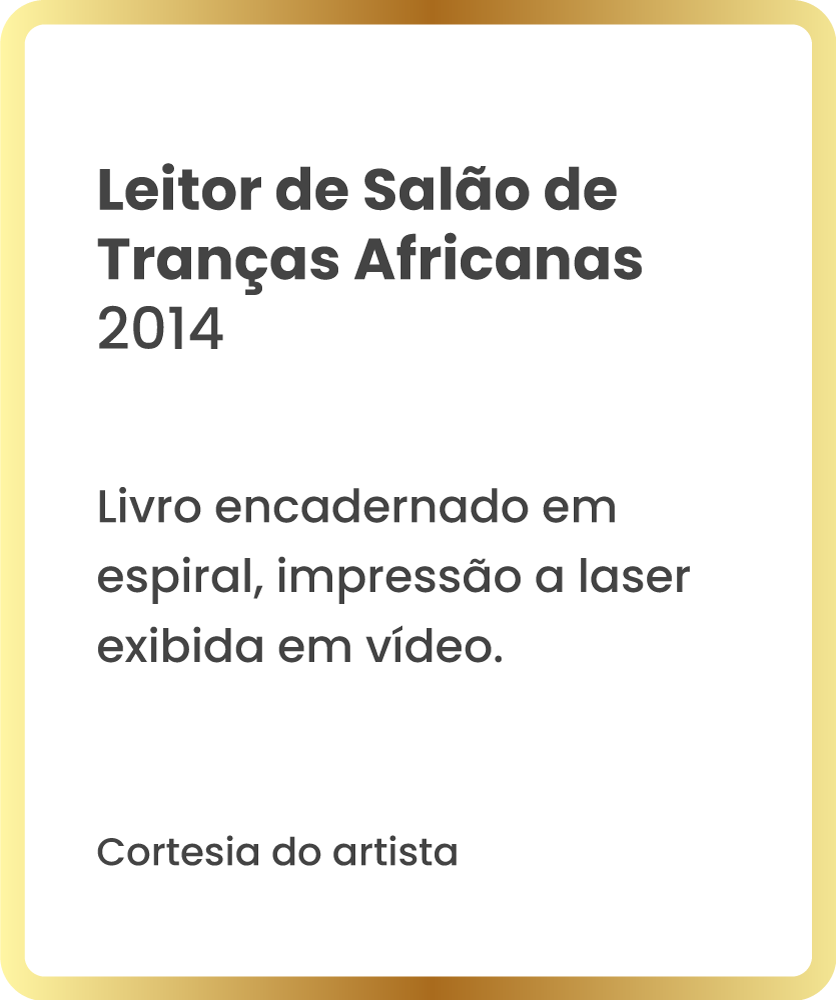 Leitor de Salão de
Tranças Africanas
2014
Livro encadernado em
espiral, impressão a laser
exibida em vídeo.
Cortesia do artista